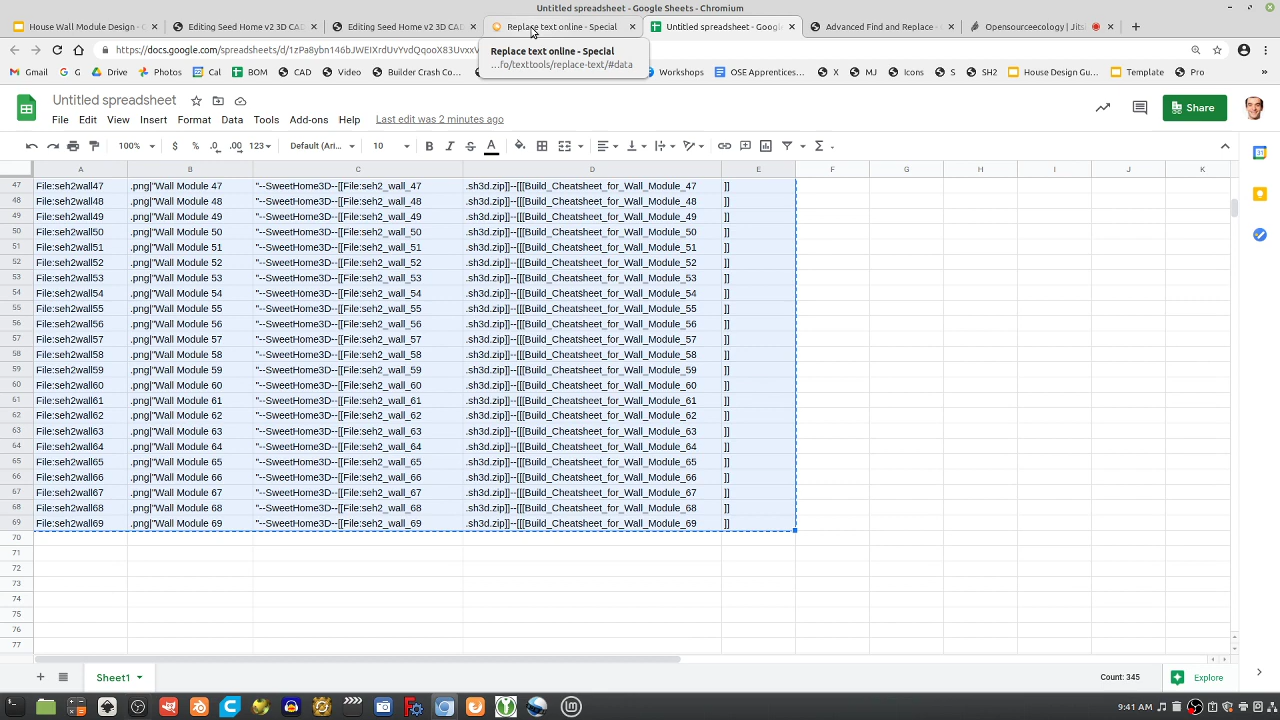 Untitled spreadsheet - Google Sheets - Chromium
House Wall Module Design - G
Editing Seed Home v2 3D CAD
Editing Seed Home v2 3D CAD
Replace text online - Special
Untitled spreadsheet - Google
Advanced Find and Replace -
Opensourceecology | Jitsi
https://docs.google.com/spreadsheets/d/1zPa8ybn146bJWEIXrdUvYvdQqooX83Uvxx
Replace text online - Special
...fo/texttools/replace-text/#data
Gmail
G
Amz
Photos
Cal
BOM
CAD
Video
Builder Crash Co
Workshops
OSE Apprentices...
X
MJ
Icons
S
SH2
House Design Gu...
Template
Pro
»
Untitled spreadsheet
File
Edit
View
Insert
Format
Data
Tools
Add-ons
Help
Last edit was 2 minutes ago
Share
100%
$
%
.0
.00
123
Default (Ari...
10
B
I
S
A
Σ
A B C D E F G H I J K
47 File:seh2wall47 .png|"Wall Module 47 "--SweetHome3D--[[File:seh2_wall_47 .sh3d.zip]]--[[[Build_Cheatsheet_for_Wall_Module_47 ]]
48 File:seh2wall48 .png|"Wall Module 48 "--SweetHome3D--[[File:seh2_wall_48 .sh3d.zip]]--[[[Build_Cheatsheet_for_Wall_Module_48 ]]
49 File:seh2wall49 .png|"Wall Module 49 "--SweetHome3D--[[File:seh2_wall_49 .sh3d.zip]]--[[[Build_Cheatsheet_for_Wall_Module_49 ]]
50 File:seh2wall50 .png|"Wall Module 50 "--SweetHome3D--[[File:seh2_wall_50 .sh3d.zip]]--[[[Build_Cheatsheet_for_Wall_Module_50 ]]
51 File:seh2wall51 .png|"Wall Module 51 "--SweetHome3D--[[File:seh2_wall_51 .sh3d.zip]]--[[[Build_Cheatsheet_for_Wall_Module_51 ]]
52 File:seh2wall52 .png|"Wall Module 52 "--SweetHome3D--[[File:seh2_wall_52 .sh3d.zip]]--[[[Build_Cheatsheet_for_Wall_Module_52 ]]
53 File:seh2wall53 .png|"Wall Module 53 "--SweetHome3D--[[File:seh2_wall_53 .sh3d.zip]]--[[[Build_Cheatsheet_for_Wall_Module_53 ]]
54 File:seh2wall54 .png|"Wall Module 54 "--SweetHome3D--[[File:seh2_wall_54 .sh3d.zip]]--[[[Build_Cheatsheet_for_Wall_Module_54 ]]
55 File:seh2wall55 .png|"Wall Module 55 "--SweetHome3D--[[File:seh2_wall_55 .sh3d.zip]]--[[[Build_Cheatsheet_for_Wall_Module_55 ]]
56 File:seh2wall56 .png|"Wall Module 56 "--SweetHome3D--[[File:seh2_wall_56 .sh3d.zip]]--[[[Build_Cheatsheet_for_Wall_Module_56 ]]
57 File:seh2wall57 .png|"Wall Module 57 "--SweetHome3D--[[File:seh2_wall_57 .sh3d.zip]]--[[[Build_Cheatsheet_for_Wall_Module_57 ]]
58 File:seh2wall58 .png|"Wall Module 58 "--SweetHome3D--[[File:seh2_wall_58 .sh3d.zip]]--[[[Build_Cheatsheet_for_Wall_Module_58 ]]
59 File:seh2wall59 .png|"Wall Module 59 "--SweetHome3D--[[File:seh2_wall_59 .sh3d.zip]]--[[[Build_Cheatsheet_for_Wall_Module_59 ]]
60 File:seh2wall60 .png|"Wall Module 60 "--SweetHome3D--[[File:seh2_wall_60 .sh3d.zip]]--[[[Build_Cheatsheet_for_Wall_Module_60 ]]
61 File:seh2wall61 .png|"Wall Module 61 "--SweetHome3D--[[File:seh2_wall_61 .sh3d.zip]]--[[[Build_Cheatsheet_for_Wall_Module_61 ]]
62 File:seh2wall62 .png|"Wall Module 62 "--SweetHome3D--[[File:seh2_wall_62 .sh3d.zip]]--[[[Build_Cheatsheet_for_Wall_Module_62 ]]
63 File:seh2wall63 .png|"Wall Module 63 "--SweetHome3D--[[File:seh2_wall_63 .sh3d.zip]]--[[[Build_Cheatsheet_for_Wall_Module_63 ]]
64 File:seh2wall64 .png|"Wall Module 64 "--SweetHome3D--[[File:seh2_wall_64 .sh3d.zip]]--[[[Build_Cheatsheet_for_Wall_Module_64 ]]
65 File:seh2wall65 .png|"Wall Module 65 "--SweetHome3D--[[File:seh2_wall_65 .sh3d.zip]]--[[[Build_Cheatsheet_for_Wall_Module_65 ]]
66 File:seh2wall66 .png|"Wall Module 66 "--SweetHome3D--[[File:seh2_wall_66 .sh3d.zip]]--[[[Build_Cheatsheet_for_Wall_Module_66 ]]
67 File:seh2wall67 .png|"Wall Module 67 "--SweetHome3D--[[File:seh2_wall_67 .sh3d.zip]]--[[[Build_Cheatsheet_for_Wall_Module_67 ]]
68 File:seh2wall68 .png|"Wall Module 68 "--SweetHome3D--[[File:seh2_wall_68 .sh3d.zip]]--[[[Build_Cheatsheet_for_Wall_Module_68 ]]
69 File:seh2wall69 .png|"Wall Module 69 "--SweetHome3D--[[File:seh2_wall_69 .sh3d.zip]]--[[[Build_Cheatsheet_for_Wall_Module_69 ]]
70
71
72
73
74
75
76
77
Sheet1
Count: 345
Explore
9:41 AM